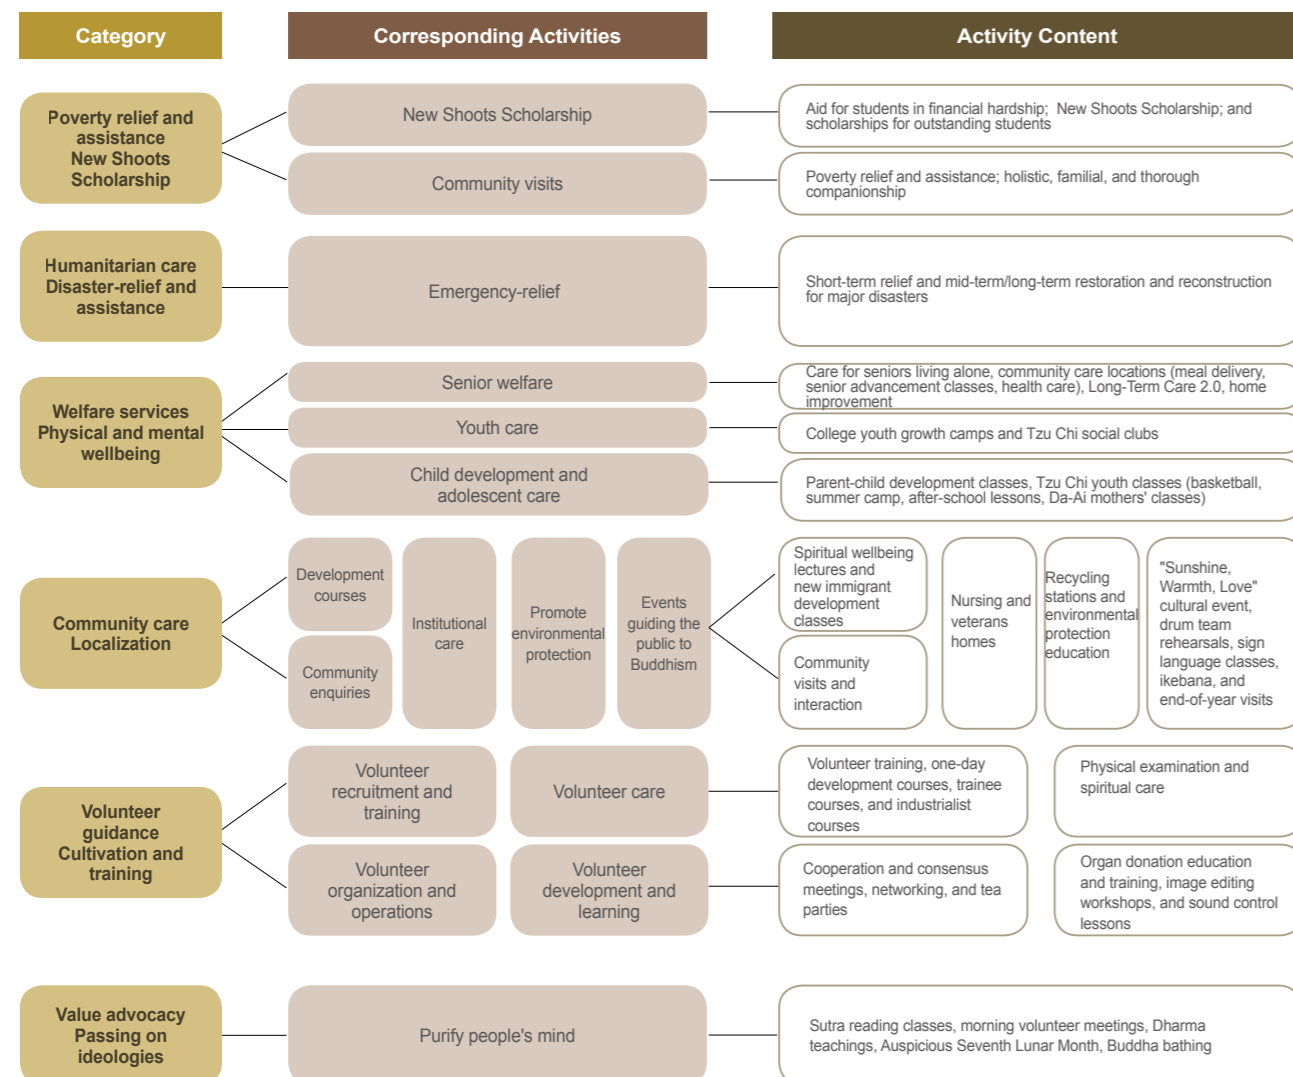 Category
Corresponding Activities
Activity Content
Poverty relief and
assistance
New Shoots
Scholarship
New Shoots Scholarship
Aid for students in financial hardship; New Shoots Scholarship; and
scholarships for outstanding students
Community visits
Poverty relief and assistance; holistic, familial, and thorough
companionship
Humanitarian care
Disaster-relief and
assistance
Emergency-relief
Short-term relief and mid-term/long-term restoration and reconstruction
for major disasters
Welfare services
Physical and mental
wellbeing
Senior welfare
Care for seniors living alone, community care locations (meal delivery,
senior advancement classes, health care), Long-Term Care 2.0, home
improvement
Youth care
College youth growth camps and Tzu Chi social clubs
Child development and
adolescent care
Parent-child development classes, Tzu Chi youth classes (basketball,
summer camp, after-school lessons, Da-Ai mothers' classes)
Community care
Localization
Development
courses
Community
enquiries
Institutional
care
Promote
environmental
protection
Events
guiding the
public to
Buddhism
Spiritual wellbeing
lectures and
new immigrant
development
classes
Community
visits and
interaction
Nursing and
veterans
homes
Recycling
stations and
environmental
protection
education
"Sunshine,
Warmth, Love"
cultural event,
drum team
rehearsals, sign
language classes,
ikebana, and
end-of-year visits
Volunteer
guidance
Cultivation and
training
Volunteer
recruitment and
training
Volunteer care
Volunteer training, one-day
development courses, trainee
courses, and industrialist
courses
Physical examination and
spiritual care
Volunteer
organization and
operations
Volunteer
development and
learning
Cooperation and consensus
meetings, networking, and tea
parties
Organ donation education
and training, image editing
workshops, and sound control
lessons
Value advocacy
Passing on
ideologies
Purify people's mind
Sutra reading classes, morning volunteer meetings, Dharma
teachings, Auspicious Seventh Lunar Month, Buddha bathing